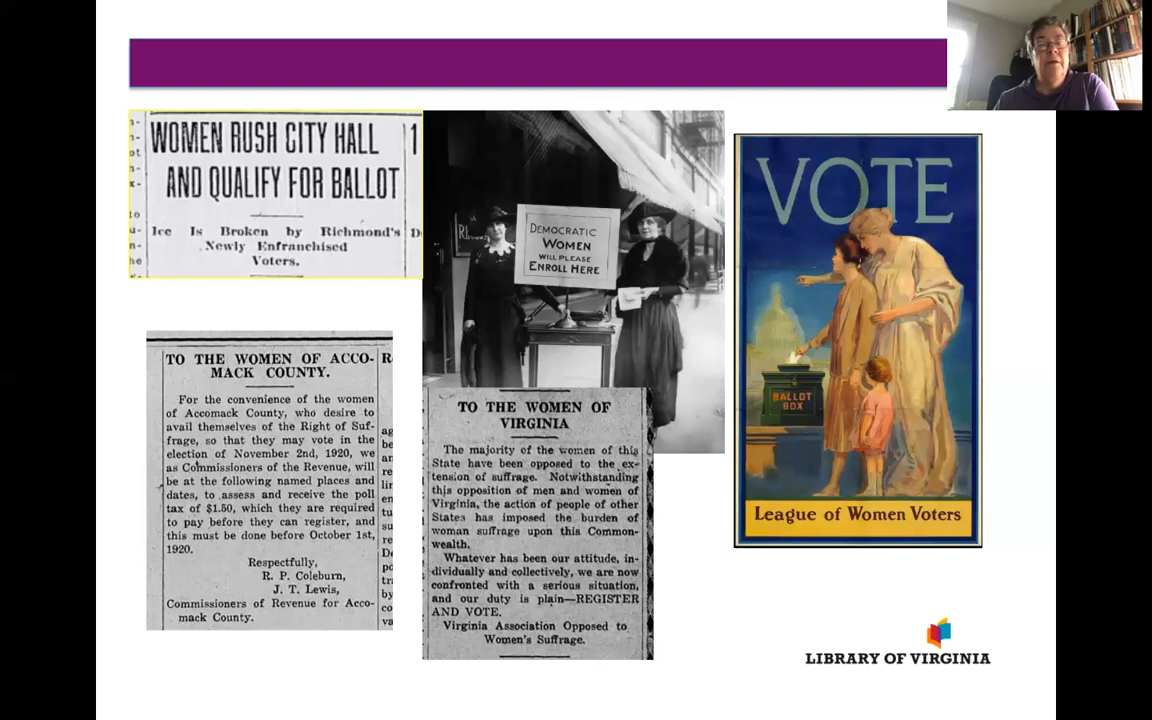 WOMEN RUSH CITY HALL
AND QUALIFY FOR BALLOT
Ice Is Broken by Richmond's
Newly Enfranchised
Voters.
DEMOCRATIC
WOMEN
WILL PLEASE
ENROLL HERE
VOTE
BALLOT
BOX
League of Women Voters
TO THE WOMEN OF ACCO-
MACK COUNTY.
For the convenience of the women
of Accomack County, who desire to
avail themselves of the Right of Suf-
frage, so that they may vote in the
election of November 2nd, 1920, we
as Commissioners of the Revenue, will
be at the following named places and
dates, to assess and receive the poll
tax of $1.50, which they are required
to pay before they can register, and
this must be done before October 1st,
1920.
Respectfully,
R. P. Coleburn,
J. T. Lewis,
Commissioners of Revenue for Acco-
mack County.
TO THE WOMEN OF
VIRGINIA
The majority of the women of this
State have been opposed to the ex-
tension of suffrage. Notwithstanding
this opposition of men and women of
Virginia, the action of people of other
States has imposed the burden of
woman suffrage upon this Common-
wealth.
Whatever has been our attitude, in-
dividually and collectively, we are now
confronted with a serious situation,
and our duty is plain—REGISTER
AND VOTE.
Virginia Association Opposed to
Women's Suffrage.
LIBRARY OF VIRGINIA